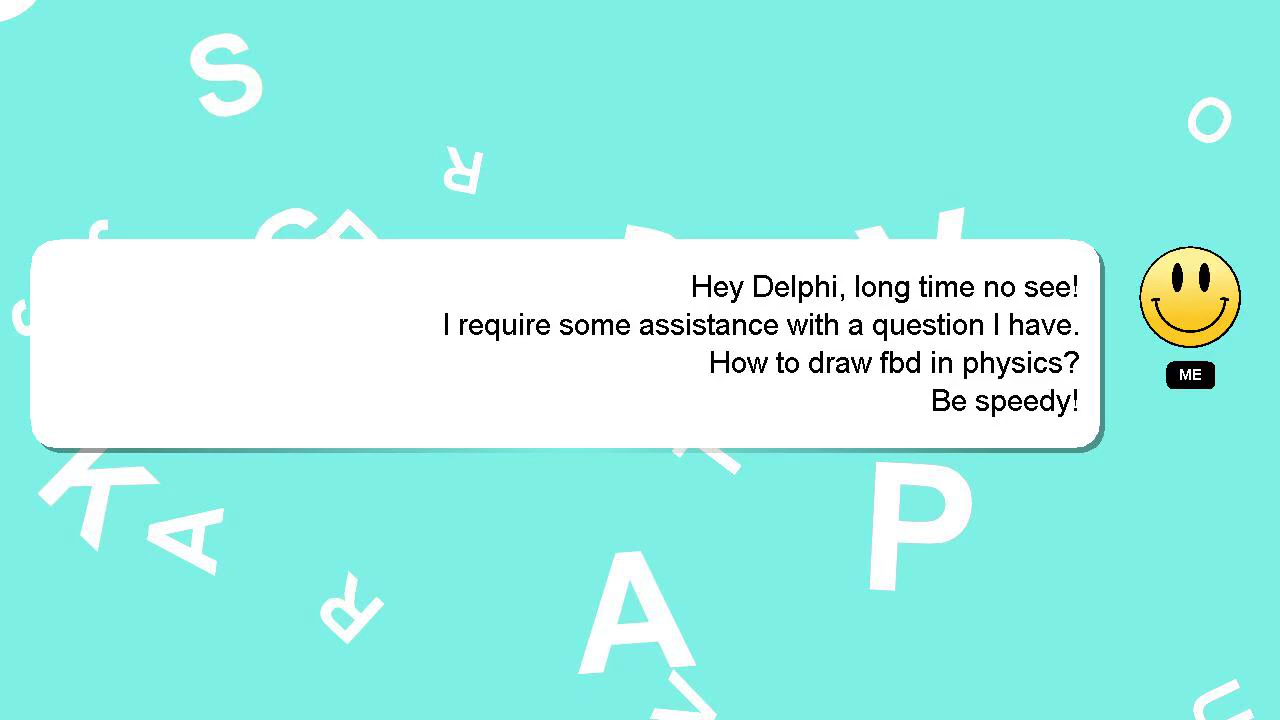 S
O
R
Hey Delphi, long time no see!
I require some assistance with a question I have.
How to draw fbd in physics?
Be speedy!
ME
K
A
P
R
A
U